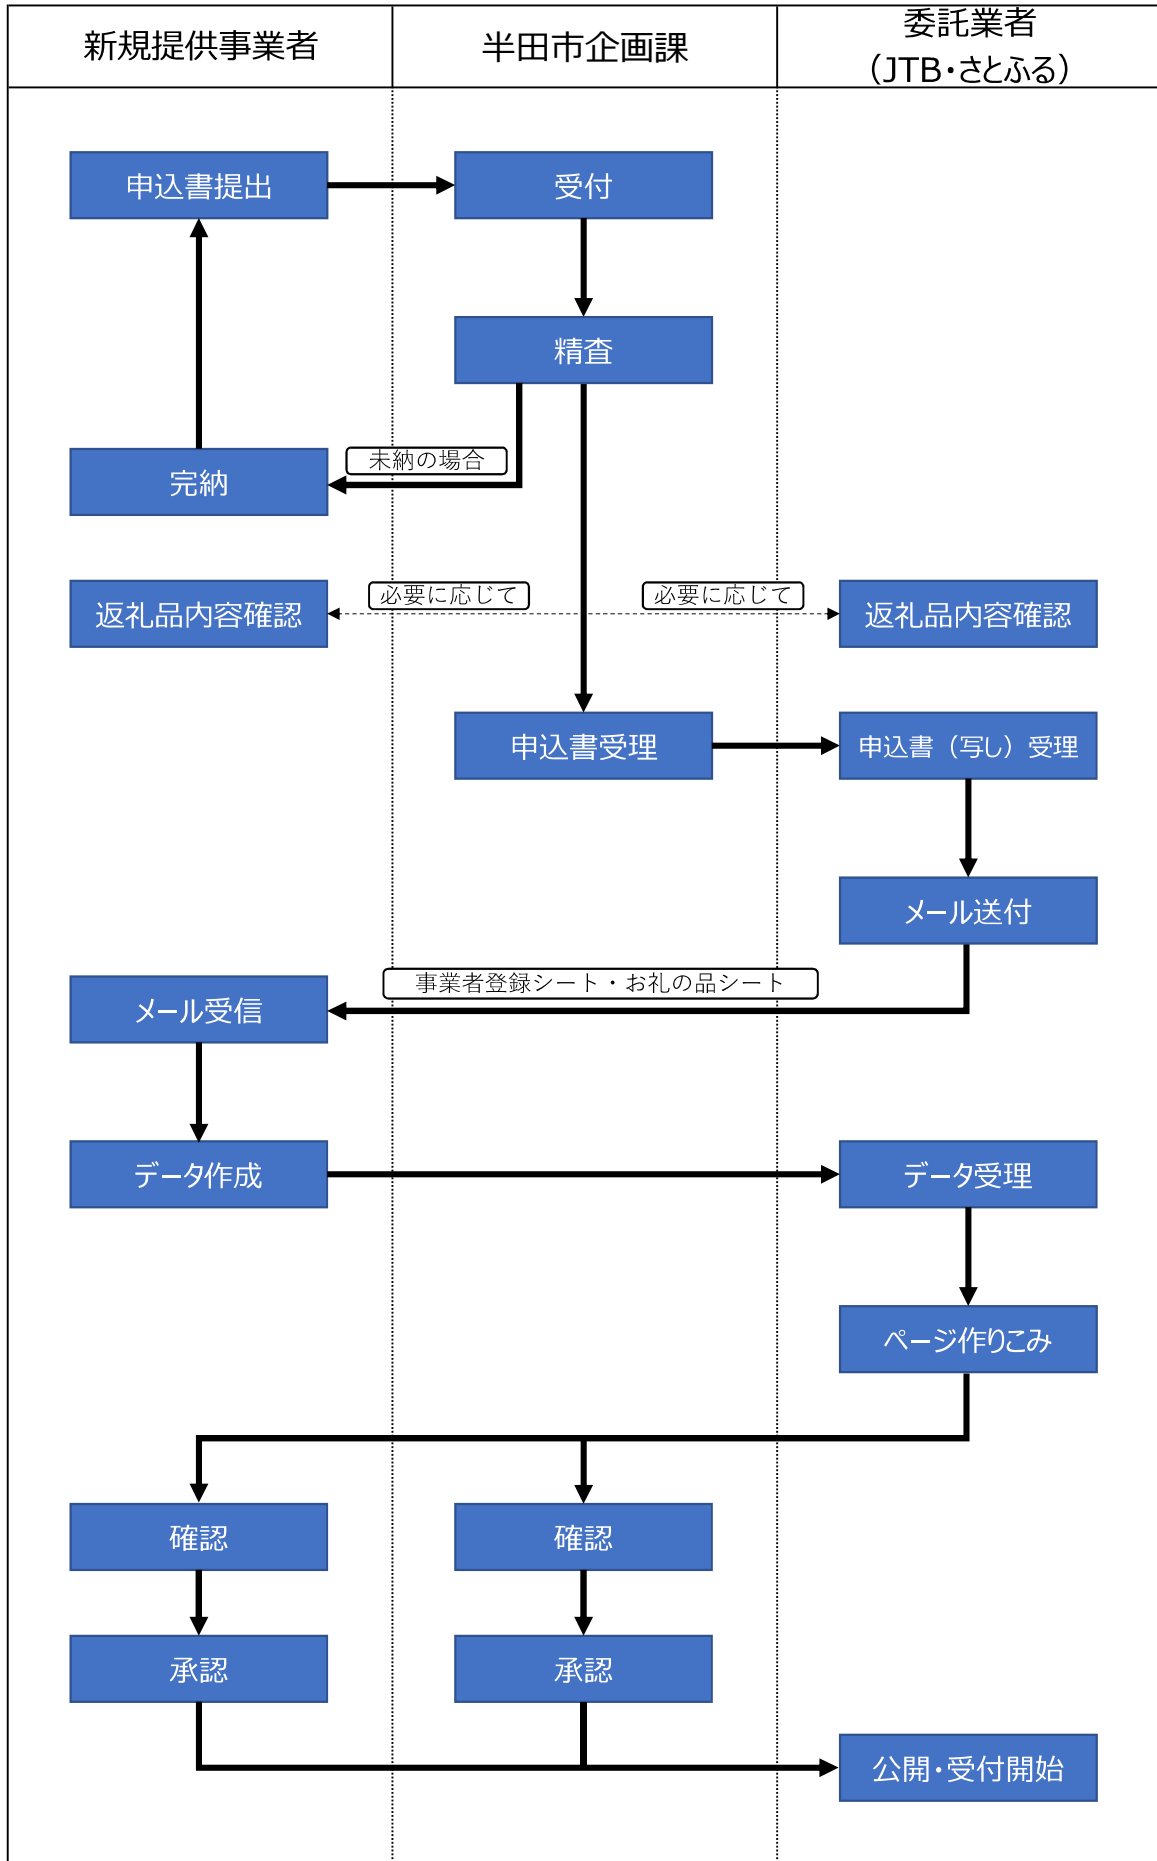 新規提供事業者
半田市企画課
委託業者
（JTB・さとふる）
申込書提出
受付
精査
未納の場合
完納
必要に応じて
必要に応じて
返礼品内容確認
返礼品内容確認
申込書受理
申込書（写し）受理
メール送付
事業者登録シート・お礼の品シート
メール受信
データ作成
データ受理
ページ作りこみ
確認
確認
承認
承認
公開・受付開始